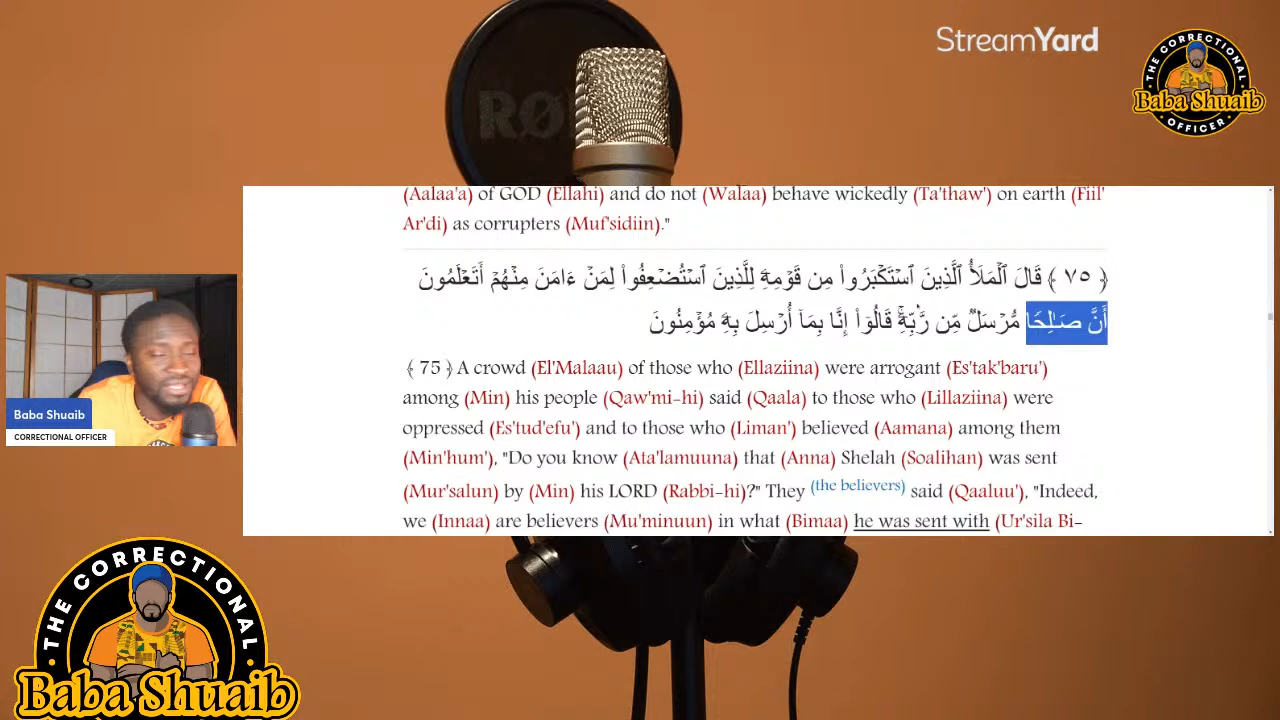 StreamYard
THE CORRECTIONAL
Baba Shuaib
OFFICER
RØ
(Aalaa'a) of GOD (Ellahi) and do not (Walaa) behave wickedly (Ta'thaw') on earth (Fiil'
Ar'di) as corrupters (Muf'sidiin)."
﴿ ٧٥ ﴾ قَالَ ٱلْمَلَأُ ٱلَّذِينَ ٱسْتَكْبَرُوا۟ مِن قَوْمِهِۦ لِلَّذِينَ ٱسْتُضْعِفُوا۟ لِمَنْ ءَامَنَ مِنْهُمْ أَتَعْلَمُونَ
أَنَّ صَـٰلِحًا مُّرْسَلٌ مِّن رَّبِّهِۦ ۚ قَالُوٓا۟ إِنَّا بِمَآ أُرْسِلَ بِهِۦ مُؤْمِنُونَ
﴾ 75 ﴿ A crowd (El'Malaau) of those who (Ellaziina) were arrogant (Es'tak'baru')
among (Min) his people (Qaw'mi-hi) said (Qaala) to those who (Lillaziina) were
oppressed (Es'tud'efu') and to those who (Liman') believed (Aamana) among them
(Min'hum'), "Do you know (Ata'lamuuna) that (Anna) Shelah (Soalihan) was sent
(Mur'salun) by (Min) his LORD (Rabbi-hi)?" They (the believers) said (Qaaluu'), "Indeed,
we (Innaa) are believers (Mu'minuun) in what (Bimaa) he was sent with (Ur'sila Bi-
Baba Shuaib
CORRECTIONAL OFFICER
THE CORRECTIONAL
Baba Shuaib